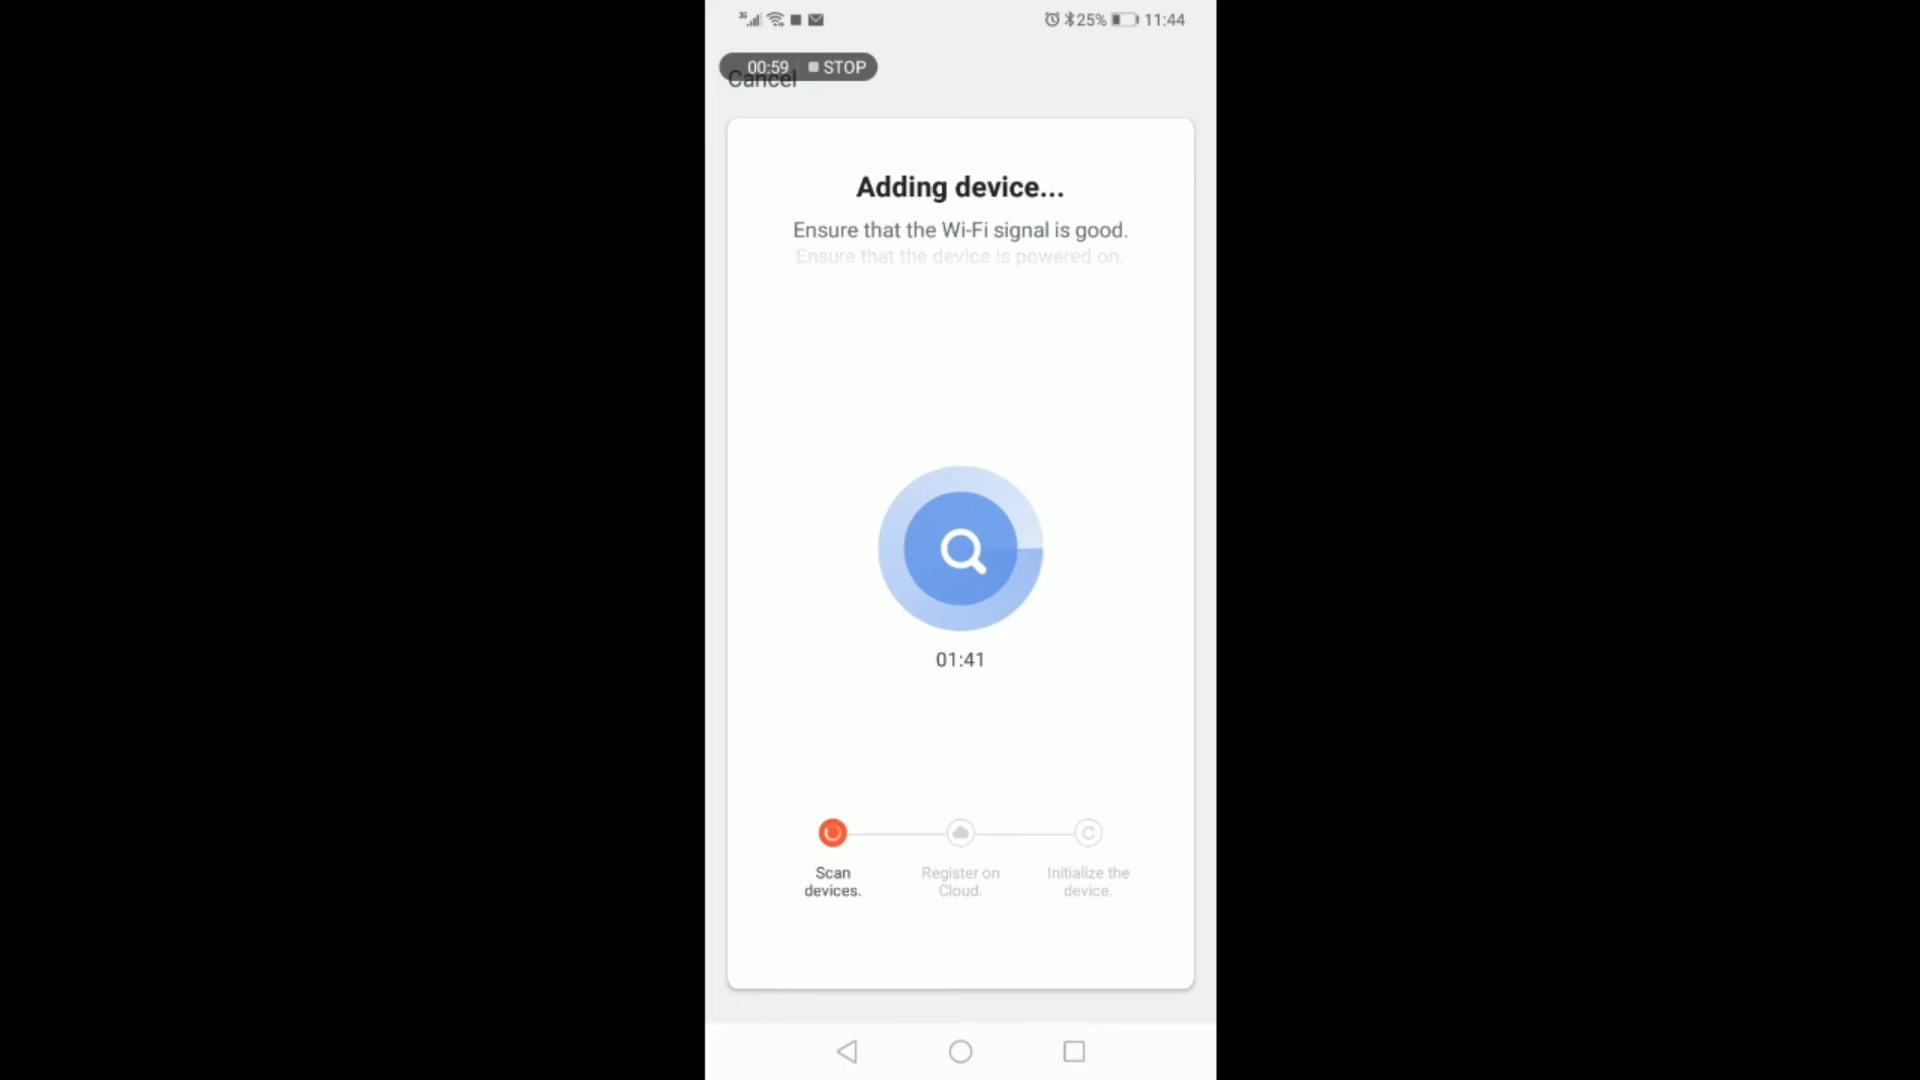 3G 25% 11:44
00:59 STOP
Cancel
Adding device...
Ensure that the Wi-Fi signal is good.
Ensure that the device is powered on.
01:41
Scan devices.
Register on Cloud.
Initialize the device.